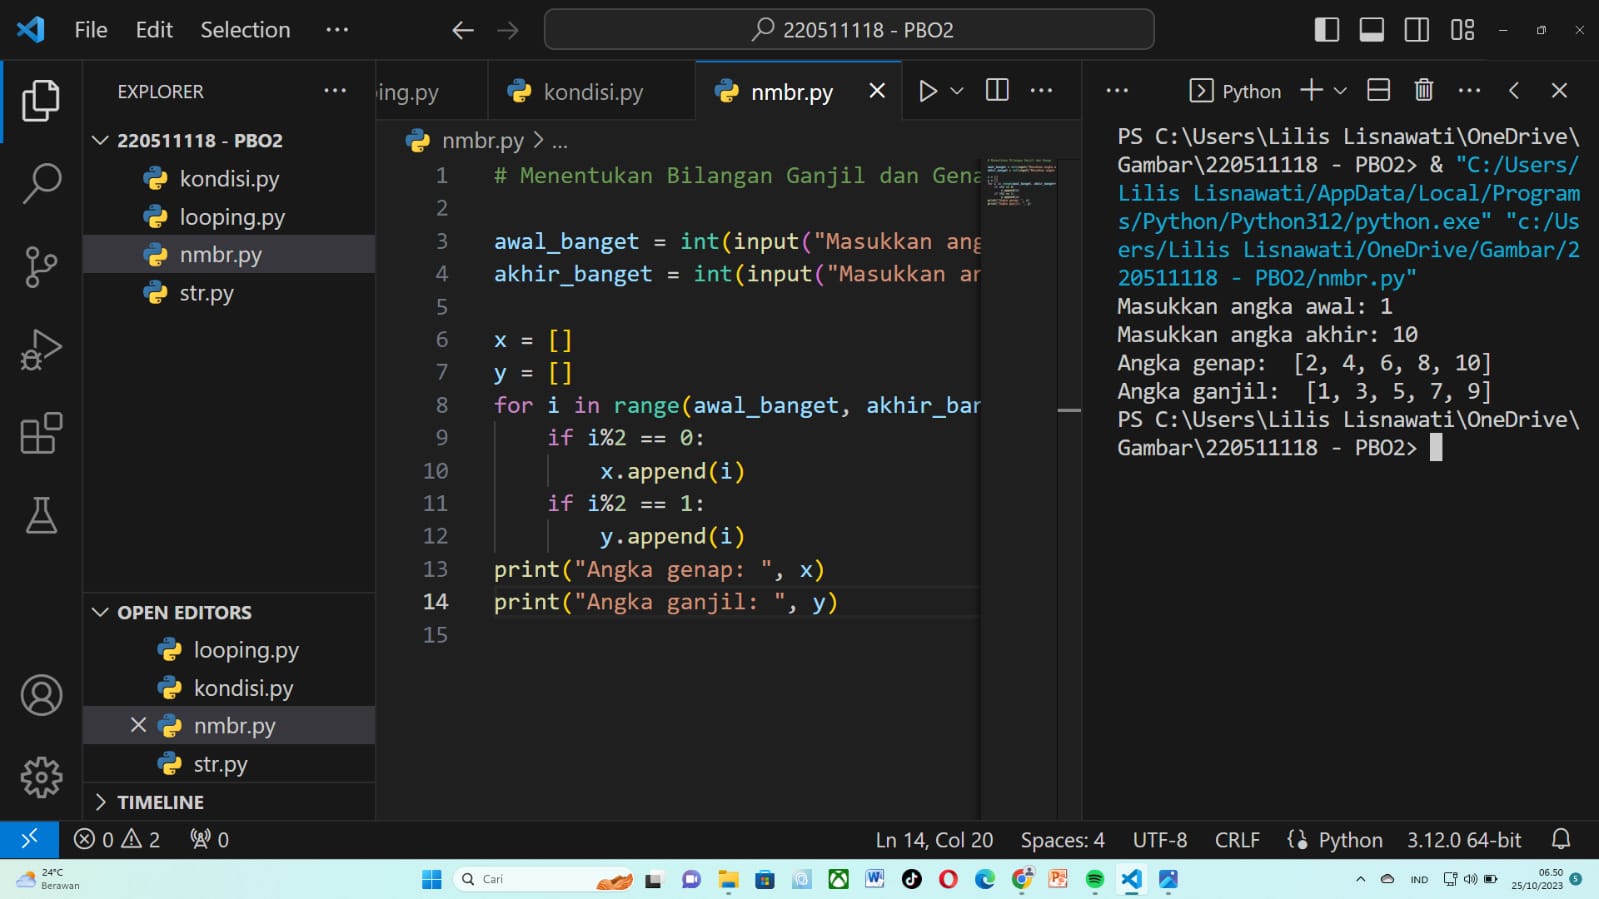 File Edit Selection ...
220511118 - PBO2
EXPLORER
220511118 - PBO2
kondisi.py
looping.py
nmbr.py
str.py
OPEN EDITORS
looping.py
kondisi.py
nmbr.py
str.py
TIMELINE
ing.py kondisi.py nmbr.py
nmbr.py > ...
1 # Menentukan Bilangan Ganjil dan Gena
2
3 awal_banget = int(input("Masukkan ang
4 akhir_banget = int(input("Masukkan an
5
6 x = []
7 y = []
8 for i in range(awal_banget, akhir_ban
9 if i%2 == 0:
10 x.append(i)
11 if i%2 == 1:
12 y.append(i)
13 print("Angka genap: ", x)
14 print("Angka ganjil: ", y)
15
Python
PS C:\Users\Lilis Lisnawati\OneDrive\
Gambar\220511118 - PBO2> & "C:/Users/
Lilis Lisnawati/AppData/Local/Program
s/Python/Python312/python.exe" "c:/Us
ers/Lilis Lisnawati/OneDrive/Gambar/2
20511118 - PBO2/nmbr.py"
Masukkan angka awal: 1
Masukkan angka akhir: 10
Angka genap:  [2, 4, 6, 8, 10]
Angka ganjil:  [1, 3, 5, 7, 9]
PS C:\Users\Lilis Lisnawati\OneDrive\
Gambar\220511118 - PBO2>
0 2 0 Ln 14, Col 20 Spaces: 4 UTF-8 CRLF Python 3.12.0 64-bit
24°C
Berawan
Cari
IND
06.50
25/10/2023
5